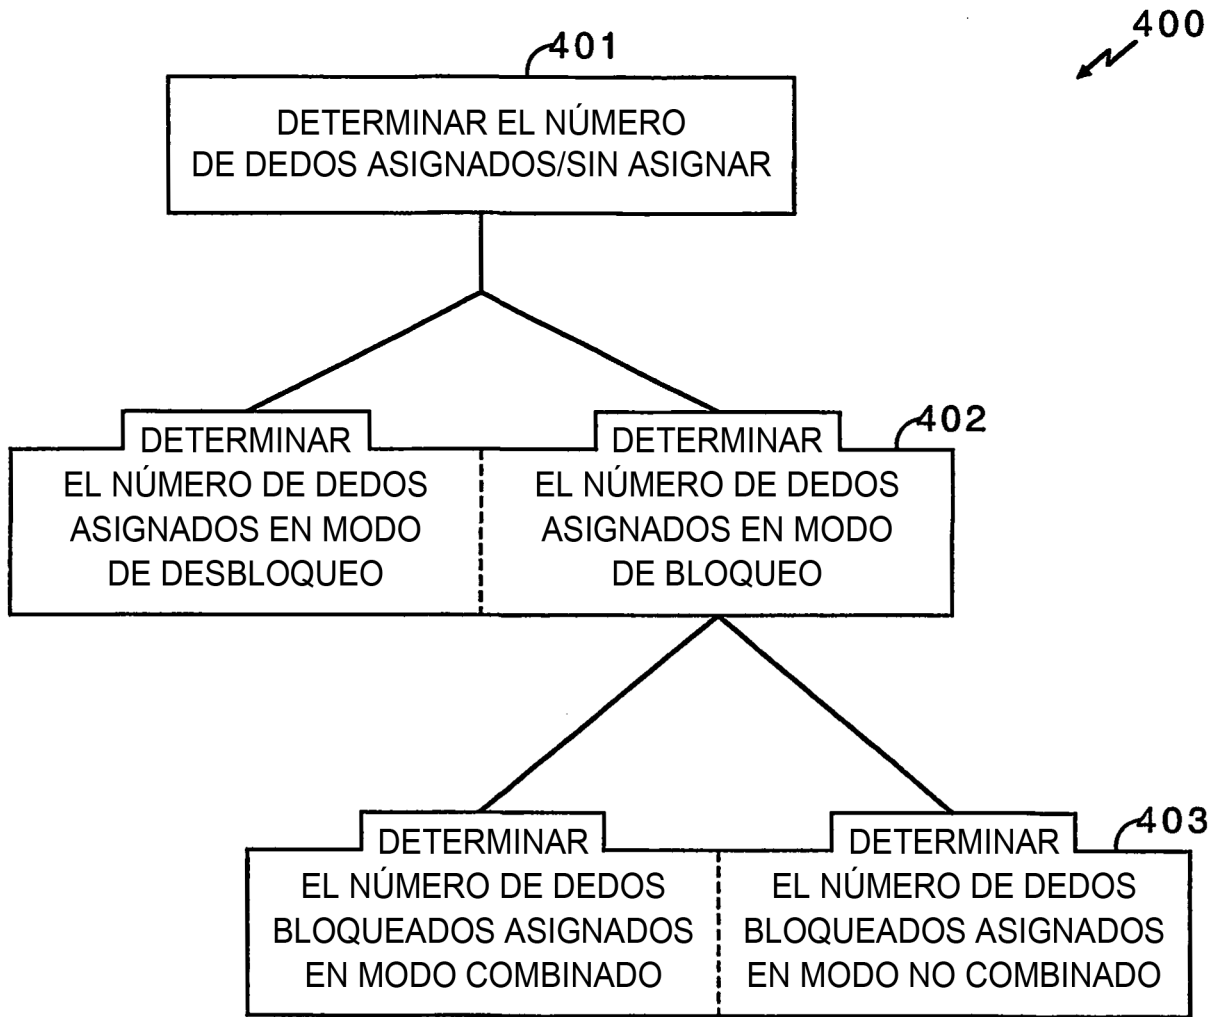 400
401
DETERMINAR EL NÚMERO
DE DEDOS ASIGNADOS/SIN ASIGNAR
402
DETERMINAR
EL NÚMERO DE DEDOS
ASIGNADOS EN MODO
DE DESBLOQUEO
DETERMINAR
EL NÚMERO DE DEDOS
ASIGNADOS EN MODO
DE BLOQUEO
403
DETERMINAR
EL NÚMERO DE DEDOS
BLOQUEADOS ASIGNADOS
EN MODO COMBINADO
DETERMINAR
EL NÚMERO DE DEDOS
BLOQUEADOS ASIGNADOS
EN MODO NO COMBINADO